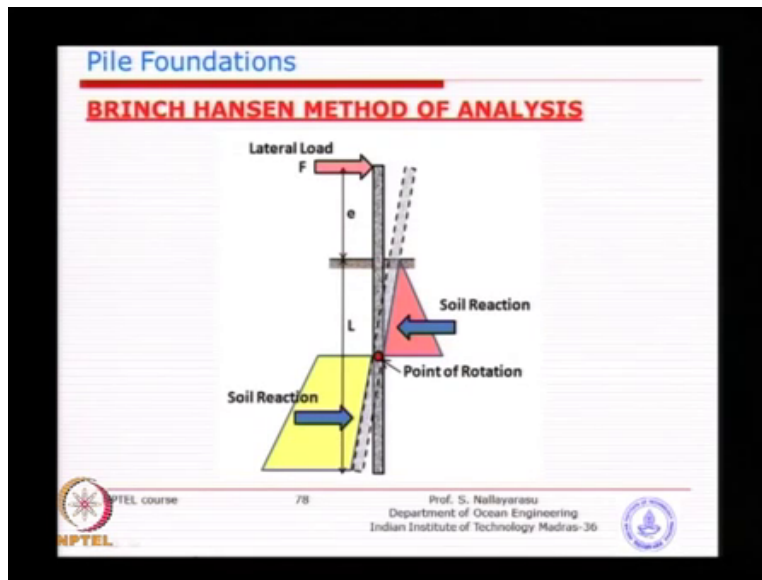 Pile Foundations
BRINCH HANSEN METHOD OF ANALYSIS
Lateral Load
F
e
Soil Reaction
L
Point of Rotation
Soil Reaction
PTEL course
78
Prof. S. Nallayarasu
Department of Ocean Engineering
Indian Institute of Technology Madras-36
NPTEL